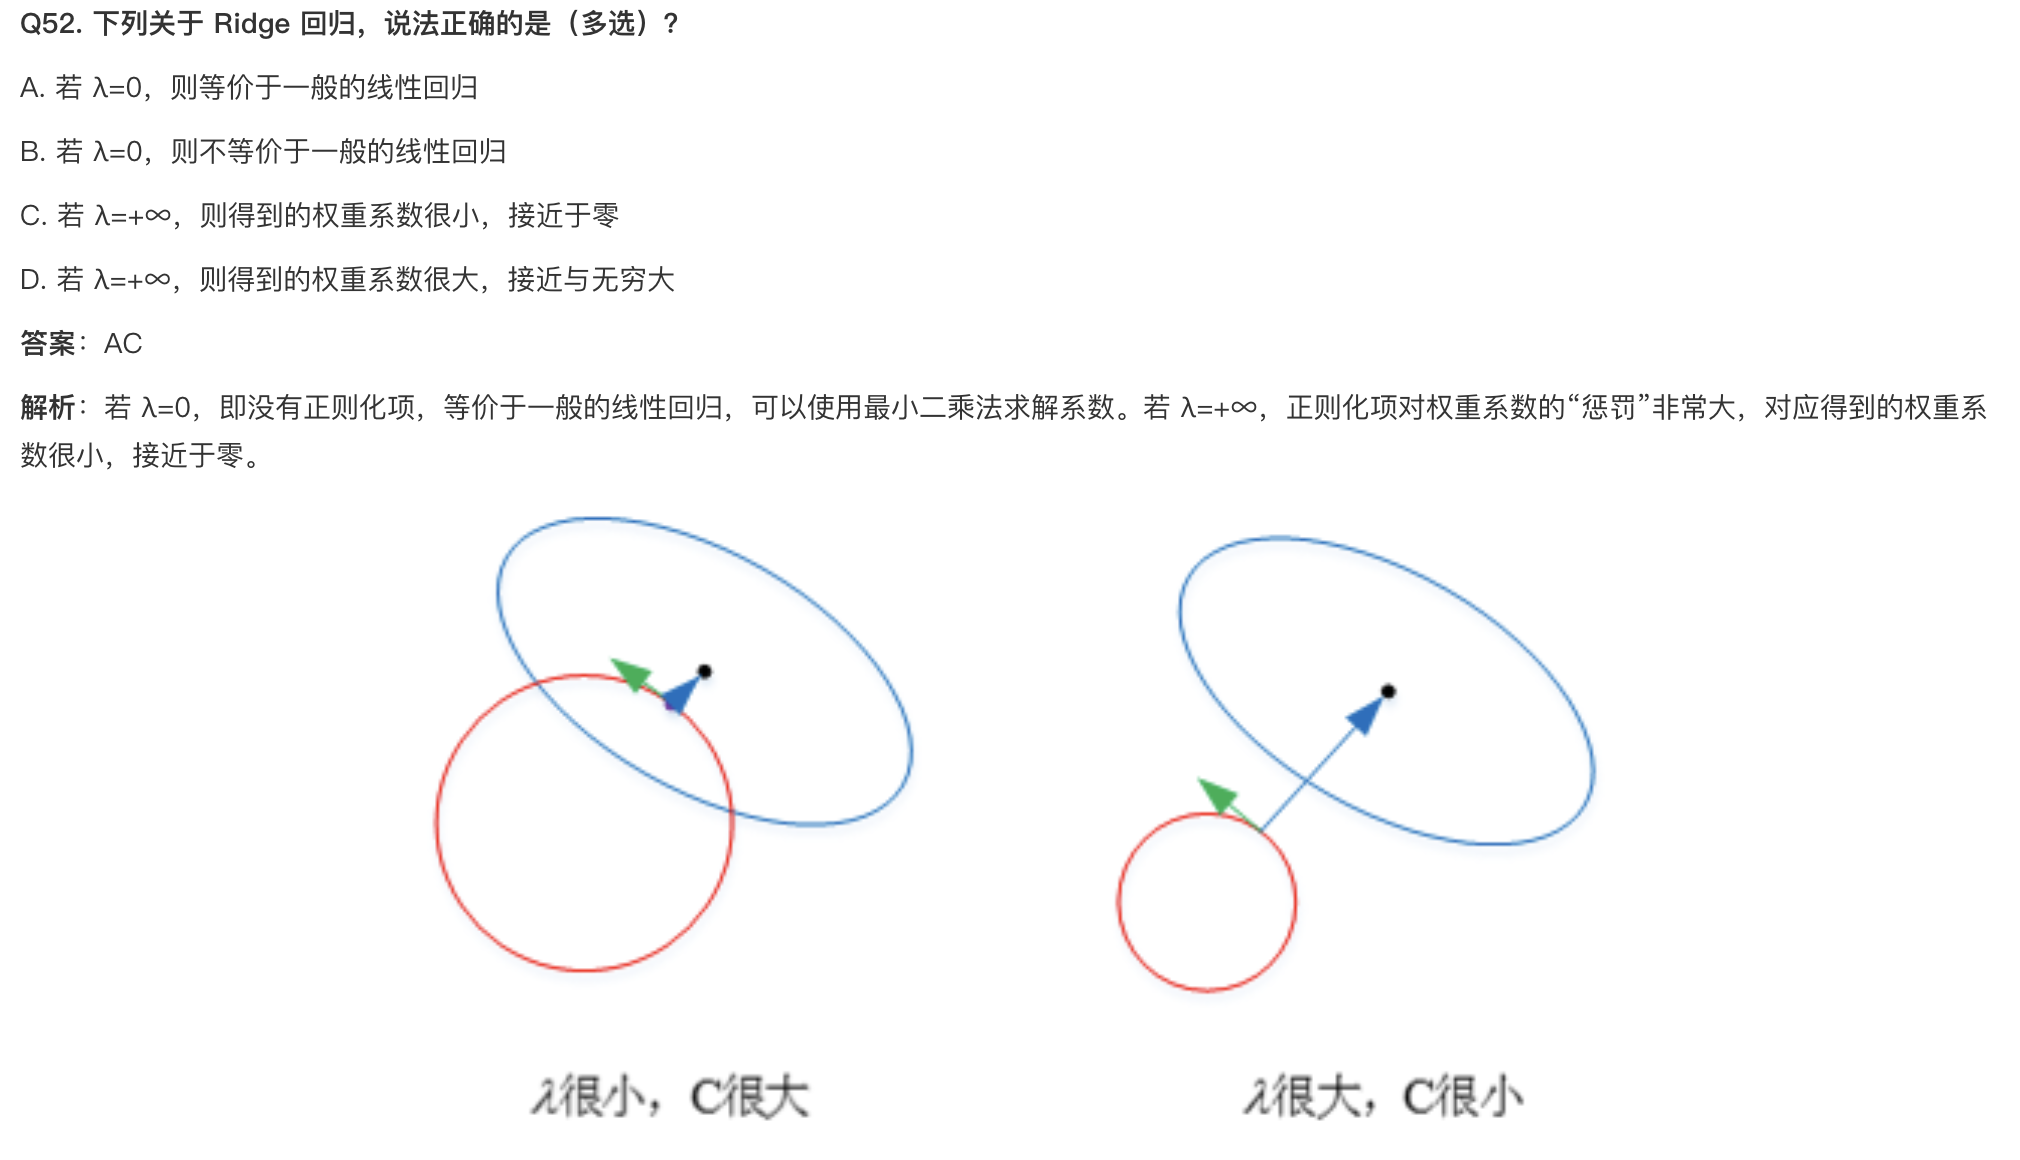 Q52. 下列关于 Ridge 回归，说法正确的是（多选）？
A. 若 λ=0，则等价于一般的线性回归
B. 若 λ=0，则不等价于一般的线性回归
C. 若 λ=+∞，则得到的权重系数很小，接近于零
D. 若 λ=+∞，则得到的权重系数很大，接近与无穷大
答案：AC
解析：若 λ=0，即没有正则化项，等价于一般的线性回归，可以使用最小二乘法求解系数。若 λ=+∞，正则化项对权重系数的“惩罚”非常大，对应得到的权重系
数很小，接近于零。
λ很小，C很大
λ很大，C很小